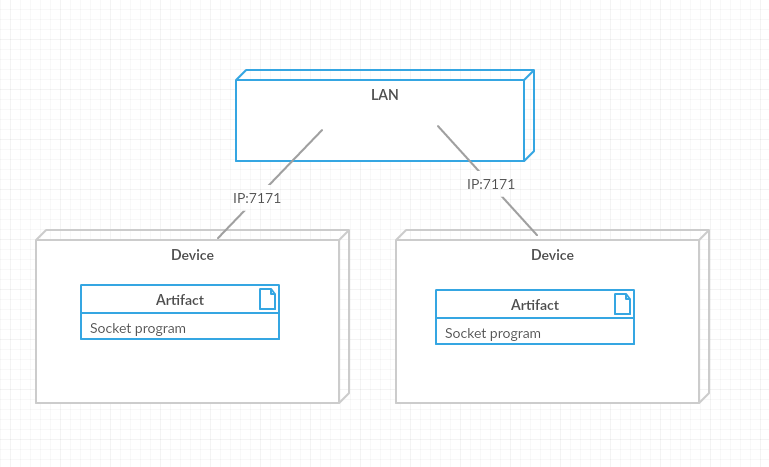 LAN
IP:7171
IP:7171
Device
Device
Artifact
Socket program
Artifact
Socket program